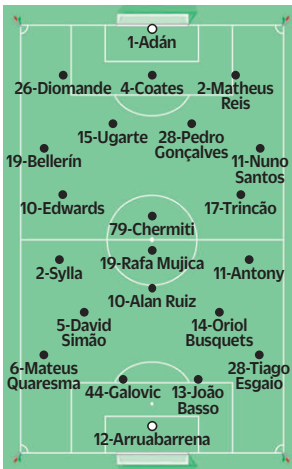 1-Adán
26-Diomande
4-Coates
2-Matheus
Reis
15-Ugarte
28-Pedro
Gonçalves
19-Bellerín
11-Nuno
Santos
10-Edwards
17-Trincão
79-Chermiti
19-Rafa Mujica
2-Sylla
11-Antony
10-Alan Ruiz
5-David
Simão
14-Oriol
Busquets
6-Mateus
Quaresma
28-Tiago
Esgaio
44-Galovic
13-João
Basso
12-Arruabarrena